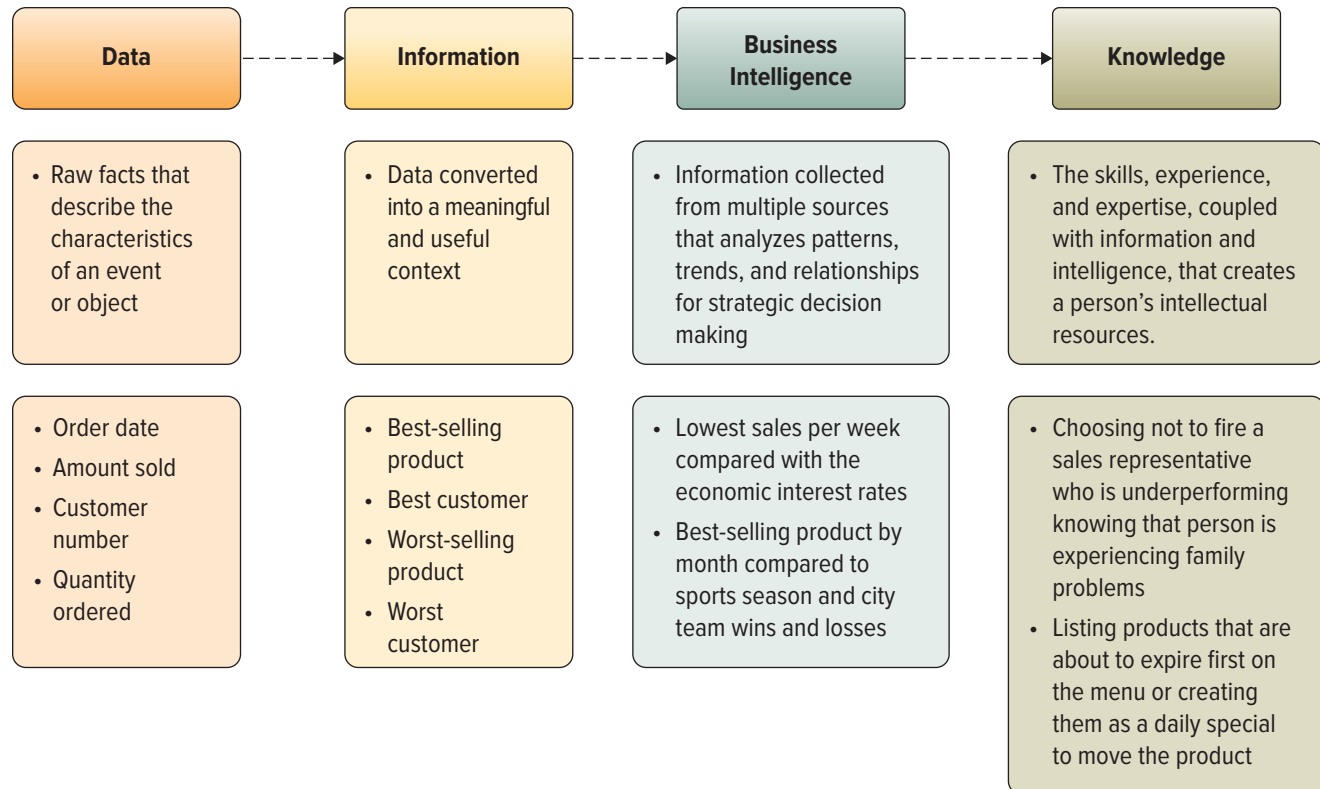 Data
Information
Business
Intelligence
Knowledge
• Raw facts that
describe the
characteristics
of an event
or object
• Data converted
into a meaningful
and useful
context
• Information collected
from multiple sources
that analyzes patterns,
trends, and relationships
for strategic decision
making
• The skills, experience,
and expertise, coupled
with information and
intelligence, that creates
a person’s intellectual
resources.
• Order date
• Amount sold
• Customer
number
• Quantity
ordered
• Best-selling
product
• Best customer
• Worst-selling
product
• Worst
customer
• Lowest sales per week
compared with the
economic interest rates
• Best-selling product by
month compared to
sports season and city
team wins and losses
• Choosing not to fire a
sales representative
who is underperforming
knowing that person is
experiencing family
problems
• Listing products that are
about to expire first on
the menu or creating
them as a daily special
to move the product